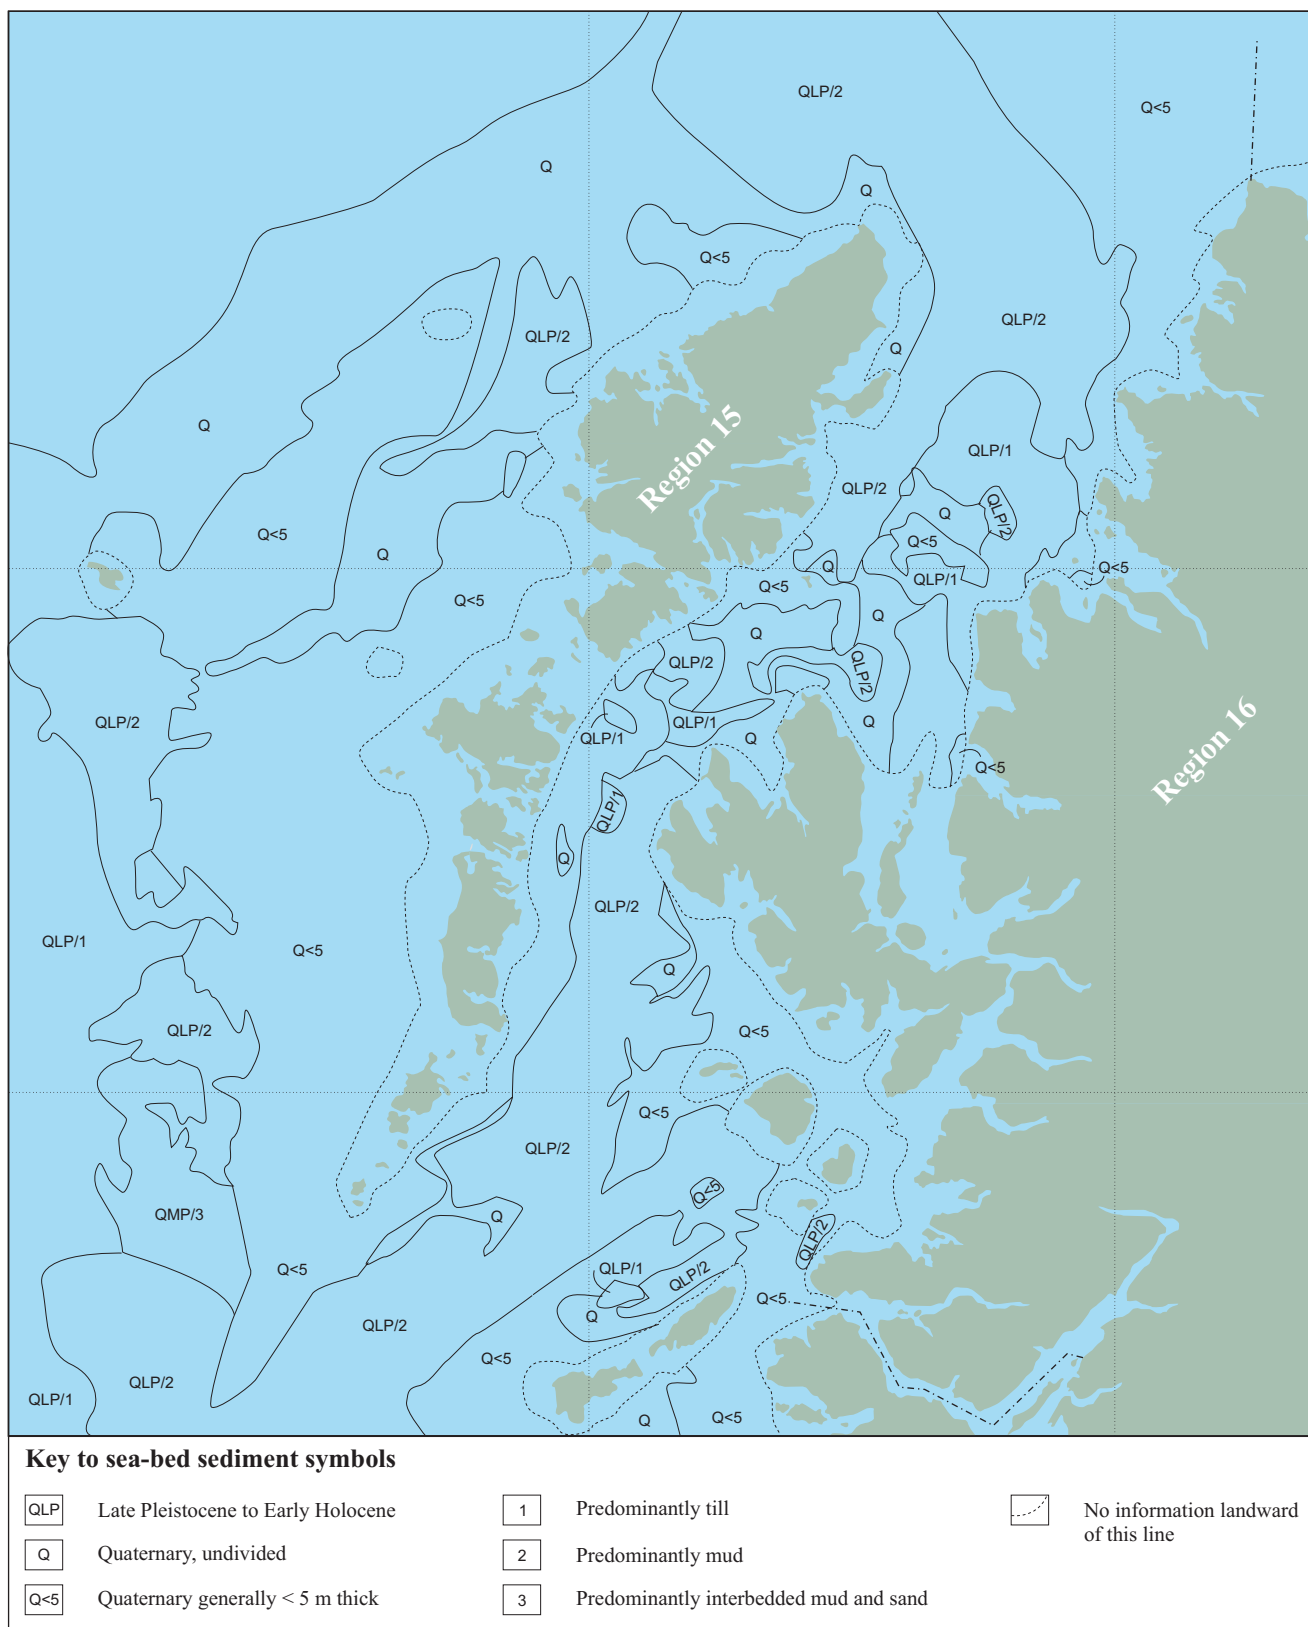 QLP/2
Q<5
Q
Q
Q<5
QLP/2
QLP/2
Q
Q
QLP/1
Region 15
QLP/2
QLP/2
Q
Q<5
Q<5
Q
Q
Q<5
QLP/1
Q<5
Q<5
Q<5
Q
Q
QLP/2
QLP/2
QLP/2
QLP/1
QLP/1
Q
Q
Q<5
Region 16
QLP/1
Q
QLP/2
QLP/1
Q<5
Q
QLP/2
Q<5
Q<5
QLP/2
Q<5
QMP/3
Q
QLP/2
Q<5
QLP/1
QLP/2
Q<5
Q
QLP/2
Q<5
QLP/1
QLP/2
Q
Q<5
Key to sea-bed sediment symbols
QLP Late Pleistocene to Early Holocene
Q Quaternary, undivided
Q<5 Quaternary generally < 5 m thick
1 Predominantly till
2 Predominantly mud
3 Predominantly interbedded mud and sand
No information landward
of this line